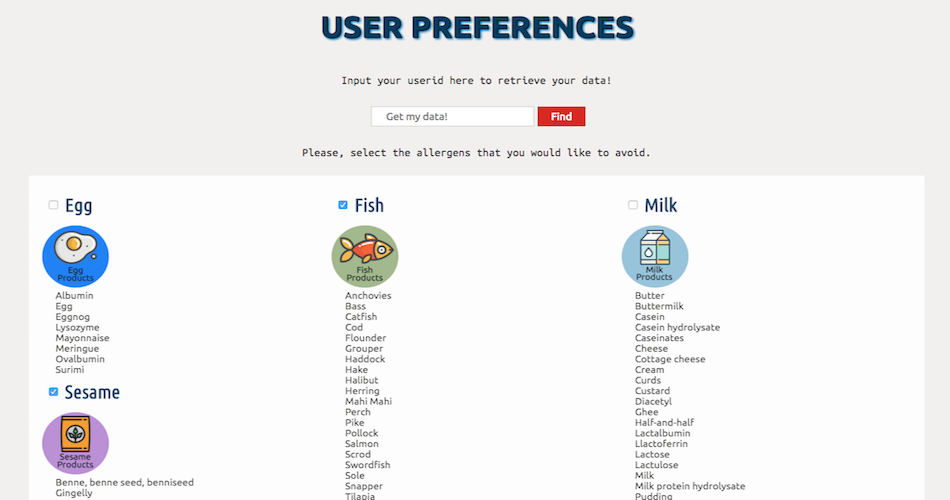 USER PREFERENCES
Input your userid here to retrieve your data!
Get my data!
Find
Please, select the allergens that you would like to avoid.
Egg
Egg
Products
Albumin
Egg
Eggnog
Lysozyme
Mayonnaise
Meringue
Ovalbumin
Surimi
Sesame
Sesame
Products
Benne, benne seed, benniseed
Gingelly
Fish
Fish
Products
Anchovies
Bass
Catfish
Cod
Flounder
Grouper
Haddock
Hake
Halibut
Herring
Mahi Mahi
Perch
Pike
Pollock
Salmon
Scrod
Swordfish
Sole
Snapper
Tilapia
Milk
Milk
Products
Butter
Buttermilk
Casein
Casein hydrolysate
Caseinates
Cheese
Cottage cheese
Cream
Curds
Custard
Diacetyl
Ghee
Half-and-half
Lactalbumin
Llactoferrin
Lactose
Lactulose
Milk
Milk protein hydrolysate
Pudding